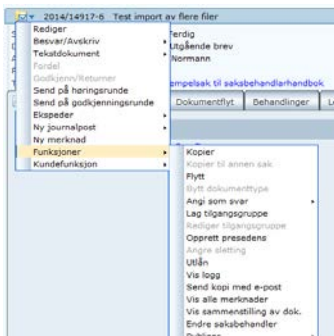 2014/14917-6 Test import av flere filer
Rediger
Besvar/Avskriv
Tekstdokument
Fordel
Godkjenn/Returner
Send på høringsrunde
Send på godkjenningsrunde
Ekspeder
Ny journalpost
Ny merknad
Funksjoner
Kundefunksjon
Ferdig
Utgående brev
Normann
empelsak til saksbehandlarhandbok
Dokumentflyt Behandlinger
Kopier
Kopier til annen sak
Flytt
Bytt dokumenttype
Angi som svar
Lag tilgangsgruppe
Rediger tilgangsgruppe
Opprett presedens
Angre sletting
Utlån
Vis logg
Send kopi med e-post
Vis alle merknader
Vis sammenstilling av dok.
Endre saksbehandler